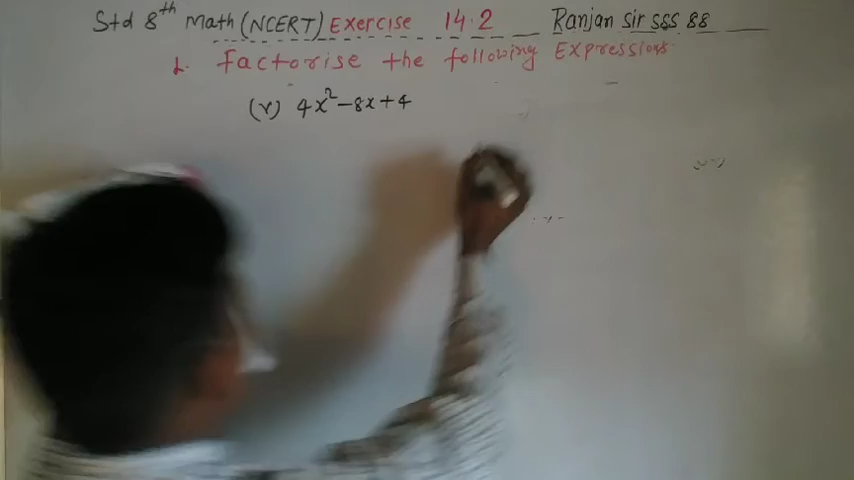 Std 8th Math (NCERT) Exercise 14.2 Ranjan sir sss 88
1. Factorise the following Expressions
(v) 4x²-8x+4